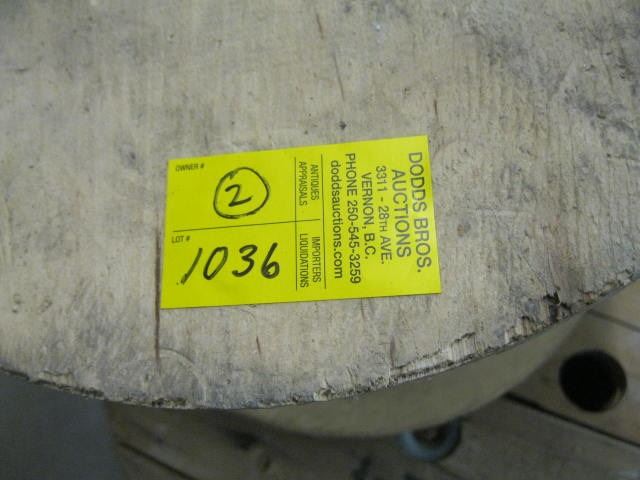 DODDS BROS.
AUCTIONS
3311 - 28TH AVE.
VERNON, B.C.
PHONE 250-545-3259
doddsauctions.com
ANTIQUES
APPRAISALS
IMPORTERS
LIQUIDATIONS
OWNER #
2
LOT #
1036